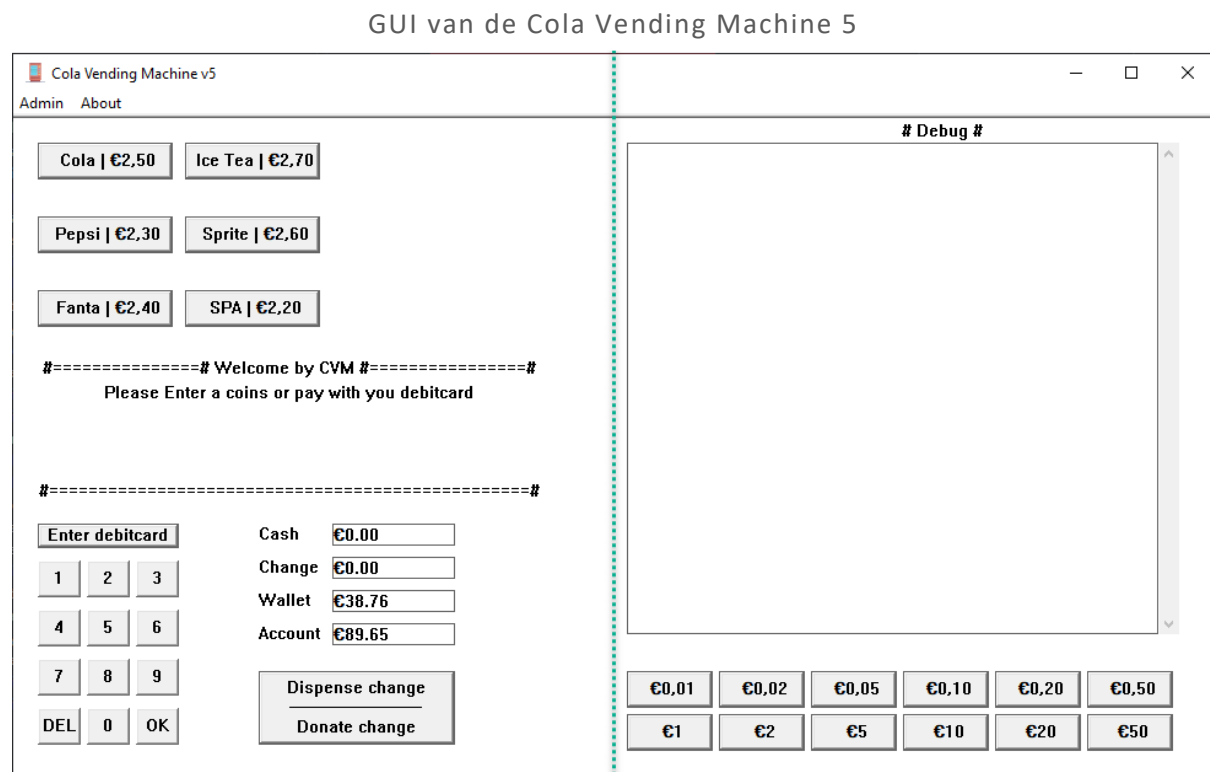 GUI van de Cola Vending Machine 5
Cola Vending Machine v5
Admin About
# Debug #
Cola | €2,50 Ice Tea | €2,70
Pepsi | €2,30 Sprite | €2,60
Fanta | €2,40 SPA | €2,20
#===============# Welcome by CVM #================#
Please Enter a coins or pay with you debitcard
#=================================================#
Enter debitcard
1 2 3
4 5 6
7 8 9
DEL 0 OK
Cash €0.00
Change €0.00
Wallet €38.76
Account €89.65
Dispense change
Donate change
€0,01 €0,02 €0,05 €0,10 €0,20 €0,50
€1 €2 €5 €10 €20 €50